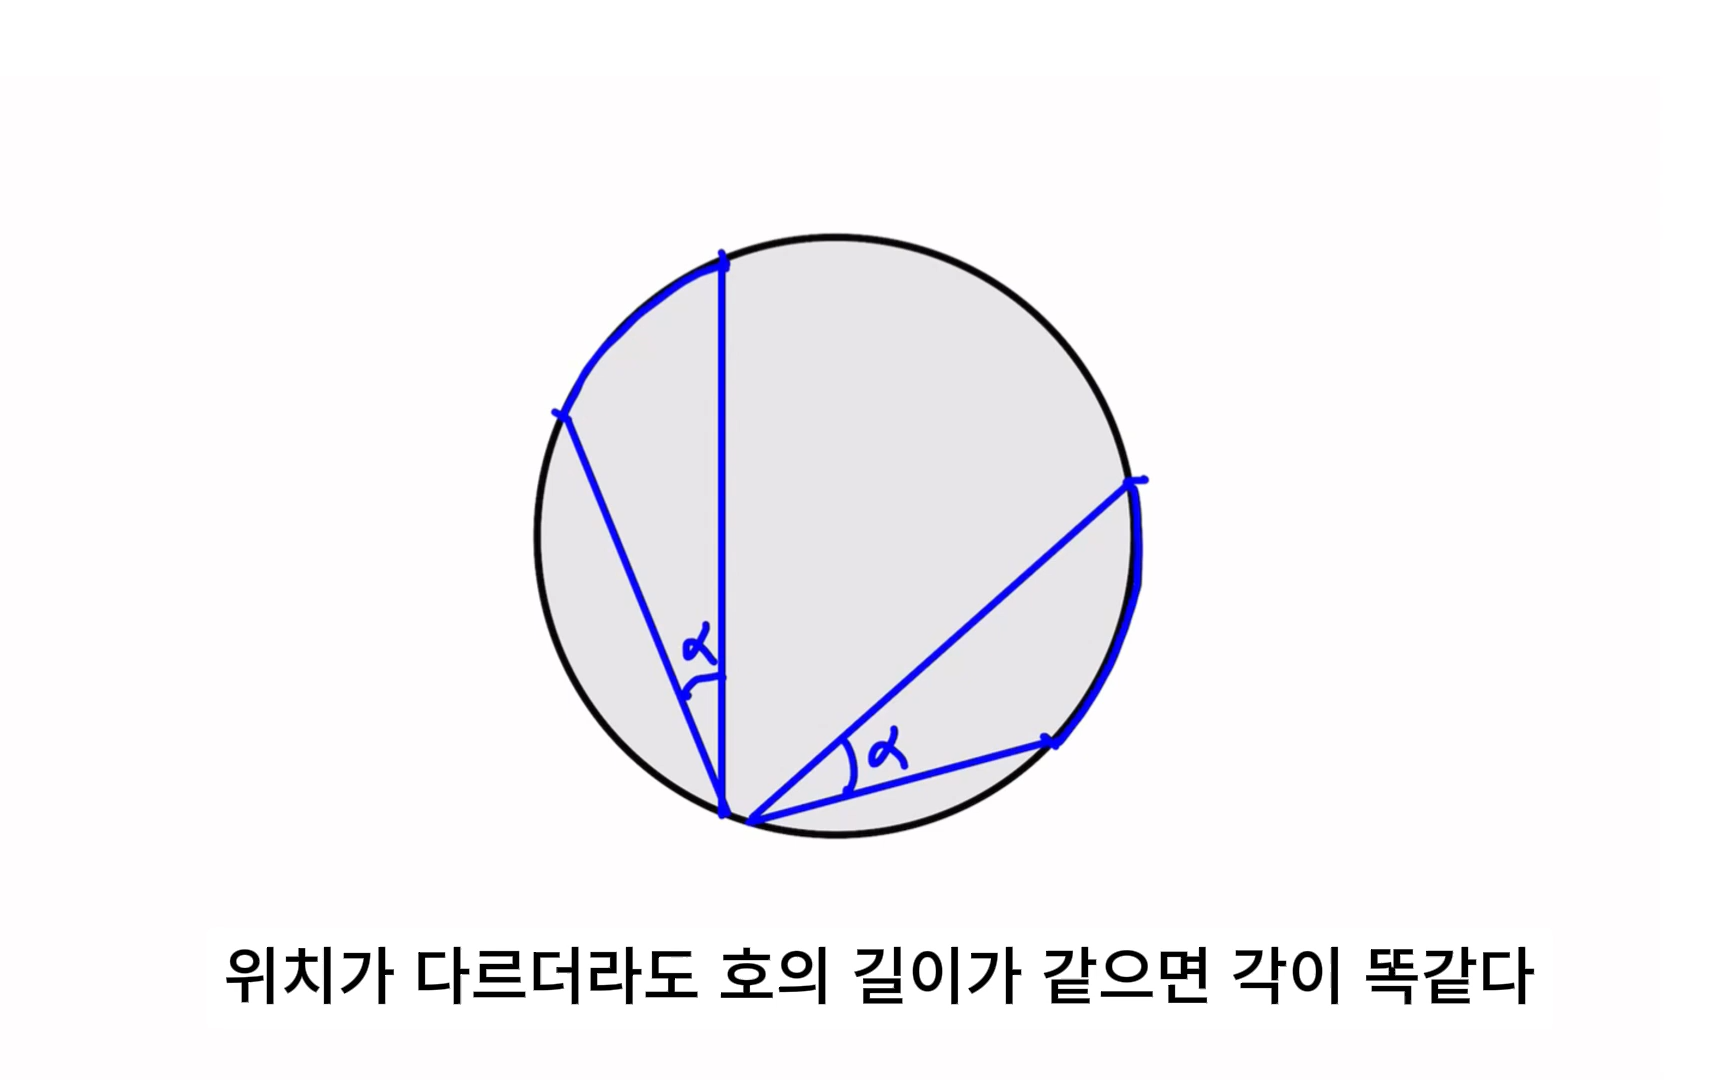 α
α
위치가 다르더라도 호의 길이가 같으면 각이 똑같다